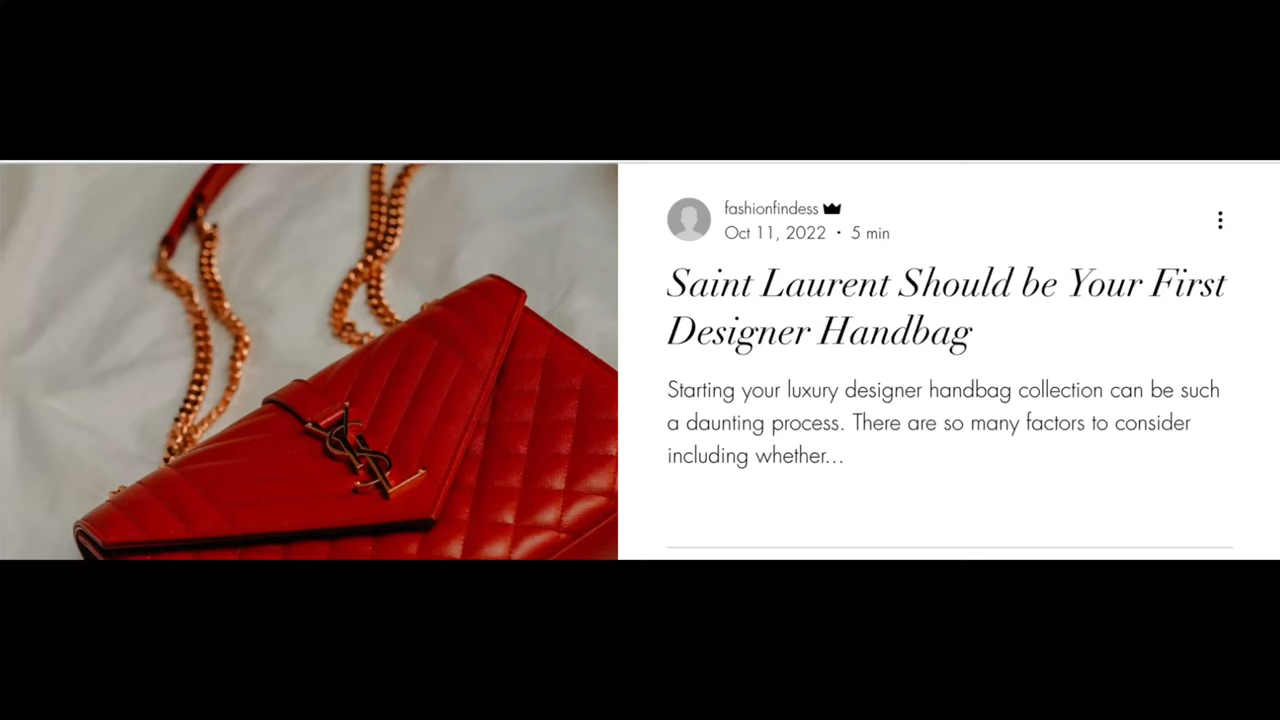 YSL
fashionfindess
Oct 11, 2022 · 5 min
Saint Laurent Should be Your First
Designer Handbag
Starting your luxury designer handbag collection can be such
a daunting process. There are so many factors to consider
including whether...